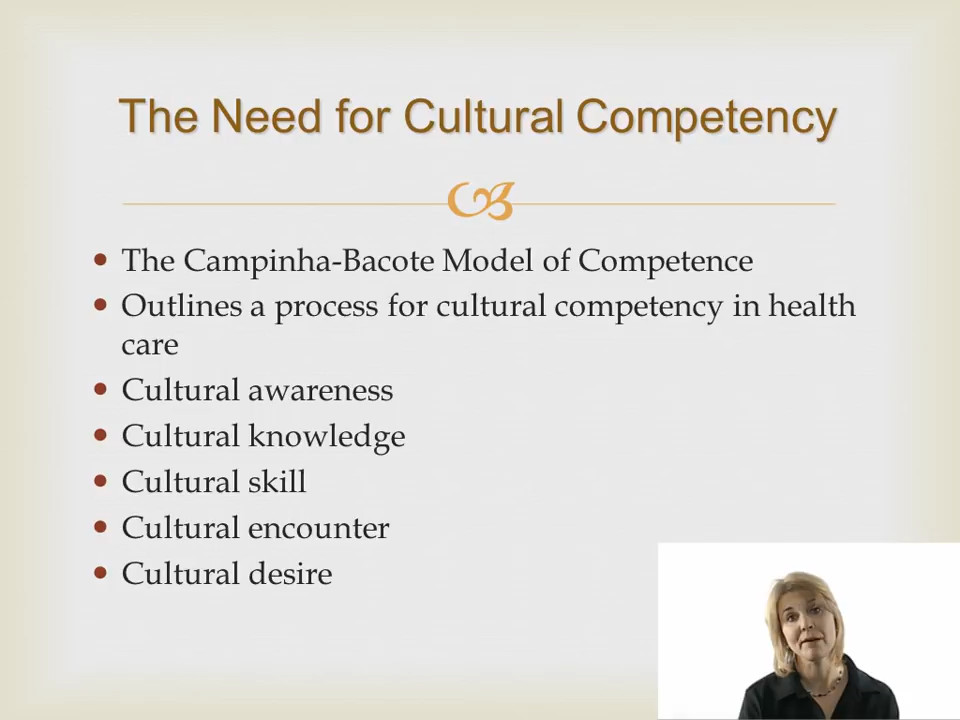 The Need for Cultural Competency
• The Campinha-Bacote Model of Competence
• Outlines a process for cultural competency in health
care
• Cultural awareness
• Cultural knowledge
• Cultural skill
• Cultural encounter
• Cultural desire